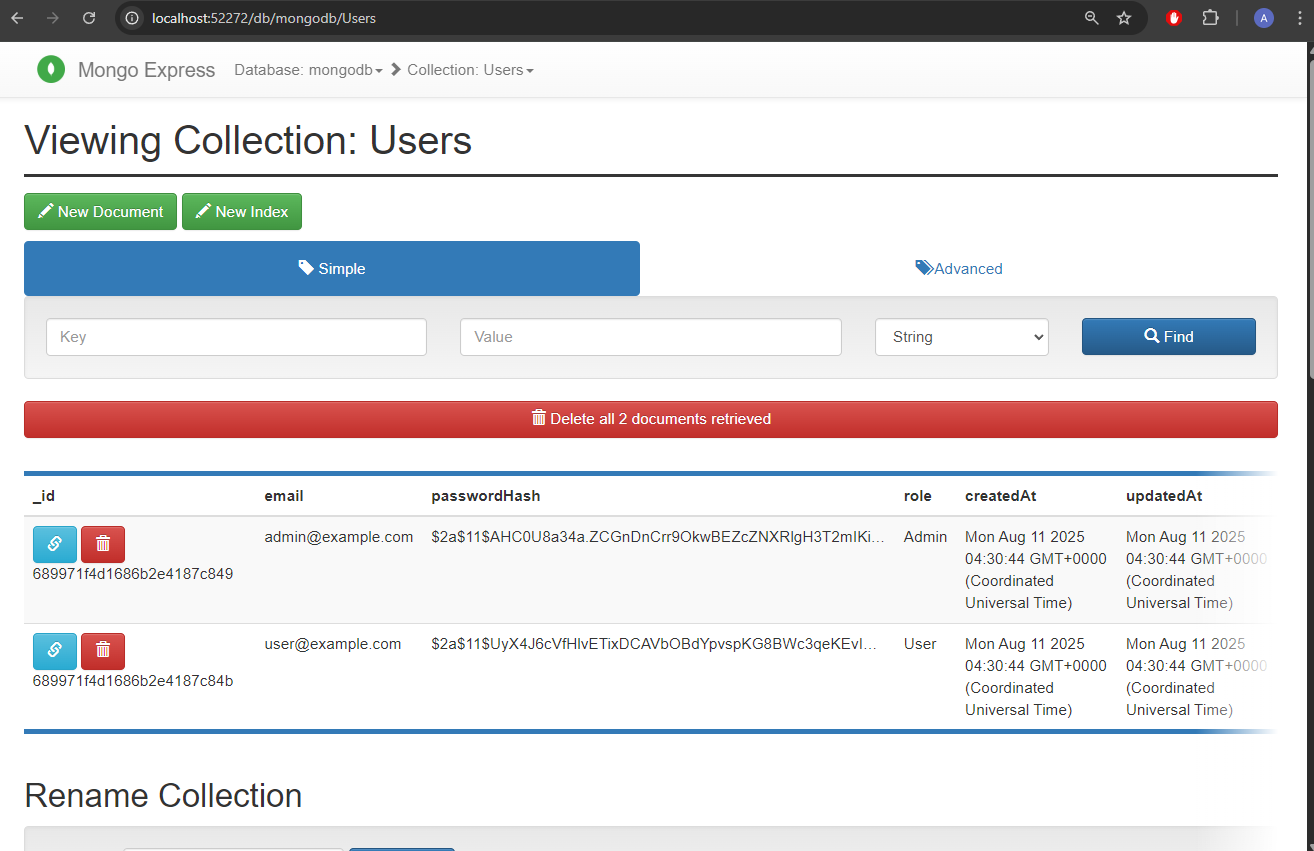 localhost:52272/db/mongodb/Users
A
Mongo Express Database: mongodb Collection: Users
Viewing Collection: Users
New Document New Index
Simple Advanced
Key Value String Find
Delete all 2 documents retrieved
_id email passwordHash role createdAt updatedAt
admin@example.com $2a$11$AHC0U8a34a.ZCGnDnCrr9OkwBEZcZNXRlgH3T2mIKi... Admin Mon Aug 11 2025 Mon Aug 11 2025
04:30:44 GMT+0000 04:30:44 GMT+0000
689971f4d1686b2e4187c849 (Coordinated (Coordinated
Universal Time) Universal Time)
user@example.com $2a$11$UyX4J6cVfHlvETixDCAVbOBdYpvspKG8BWc3qeKEvI... User Mon Aug 11 2025 Mon Aug 11 2025
04:30:44 GMT+0000 04:30:44 GMT+0000
689971f4d1686b2e4187c84b (Coordinated (Coordinated
Universal Time) Universal Time)
Rename Collection